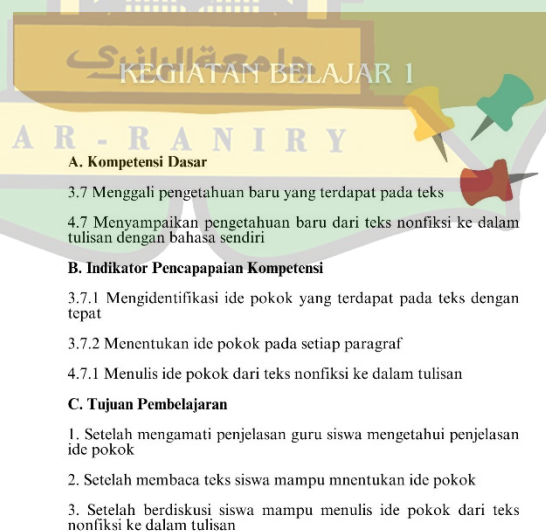 جامعةالرانري
KEGIATAN BELAJAR 1
A R - R A N I R Y
A. Kompetensi Dasar
3.7 Menggali pengetahuan baru yang terdapat pada teks
4.7 Menyampaikan pengetahuan baru dari teks nonfiksi ke dalam
tulisan dengan bahasa sendiri
B. Indikator Pencapapaian Kompetensi
3.7.1 Mengidentifikasi ide pokok yang terdapat pada teks dengan
tepat
3.7.2 Menentukan ide pokok pada setiap paragraf
4.7.1 Menulis ide pokok dari teks nonfiksi ke dalam tulisan
C. Tujuan Pembelajaran
1. Setelah mengamati penjelasan guru siswa mengetahui penjelasan
ide pokok
2. Setelah membaca teks siswa mampu mnentukan ide pokok
3. Setelah berdiskusi siswa mampu menulis ide pokok dari teks
nonfiksi ke dalam tulisan